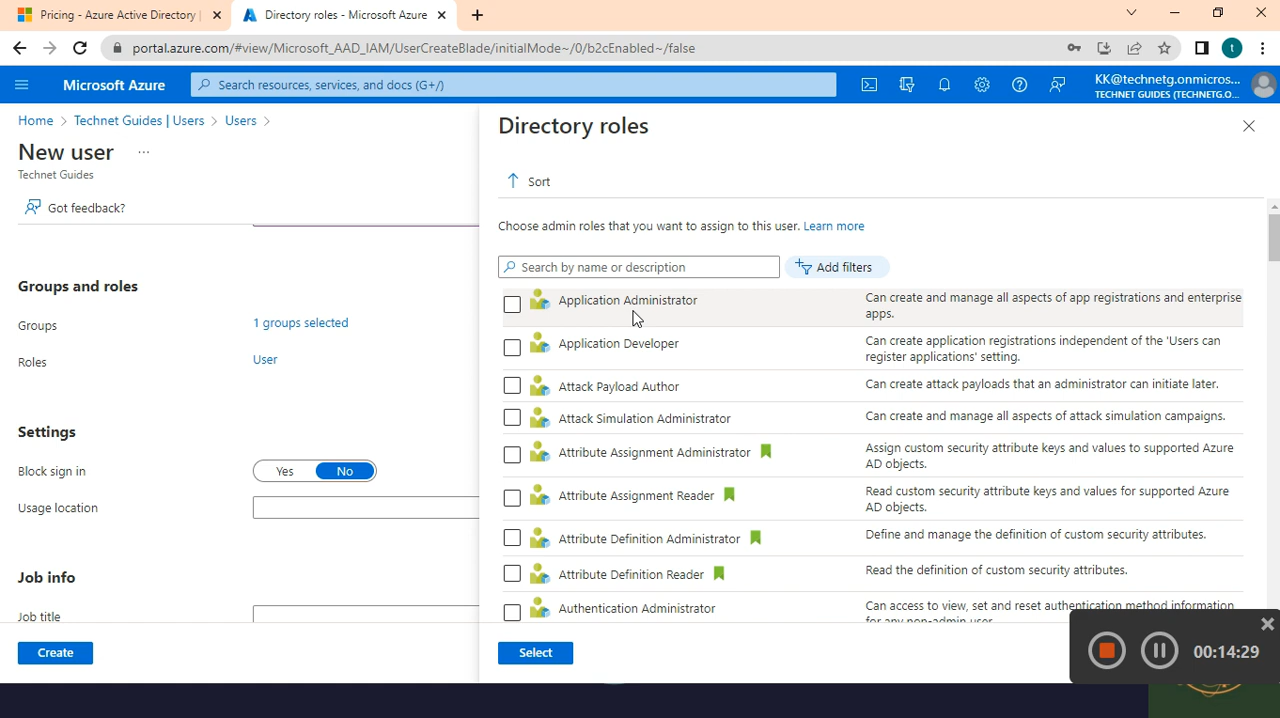 Pricing - Azure Active Directory
Directory roles - Microsoft Azure
portal.azure.com/#view/Microsoft_AAD_IAM/UserCreateBlade/initialMode~/0/b2cEnabled~/false
t
Microsoft Azure
Search resources, services, and docs (G+/)
KK@technetg.onmicros...
TECHNET GUIDES (TECHNETG.O...
Home > Technet Guides | Users > Users >
New user ...
Technet Guides
Got feedback?
Groups and roles
Groups
1 groups selected
Roles
User
Settings
Block sign in
Yes
No
Usage location
Job info
Job title
Create
Directory roles
Sort
Choose admin roles that you want to assign to this user. Learn more
Search by name or description
Add filters
Application Administrator
Can create and manage all aspects of app registrations and enterprise
apps.
Application Developer
Can create application registrations independent of the 'Users can
register applications' setting.
Attack Payload Author
Can create attack payloads that an administrator can initiate later.
Attack Simulation Administrator
Can create and manage all aspects of attack simulation campaigns.
Attribute Assignment Administrator
Assign custom security attribute keys and values to supported Azure
AD objects.
Attribute Assignment Reader
Read custom security attribute keys and values for supported Azure
AD objects.
Attribute Definition Administrator
Define and manage the definition of custom security attributes.
Attribute Definition Reader
Read the definition of custom security attributes.
Authentication Administrator
Can access to view, set and reset authentication method information
for any non-admin user.
Select
00:14:29